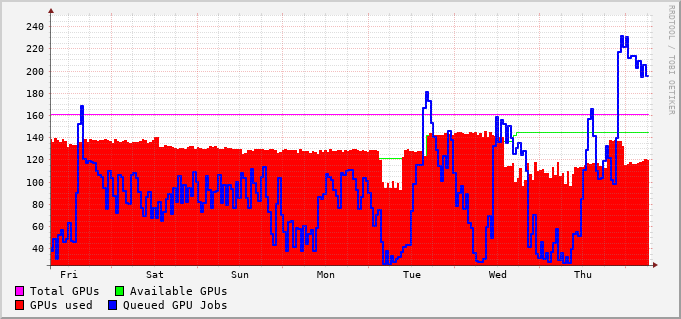 240
220
200
180
160
140
120
100
80
60
40
Fri Sat Sun Mon Tue Wed Thu
Total GPUs Available GPUs
GPUs used Queued GPU Jobs
RRDTOOL / TOBI OETIKER